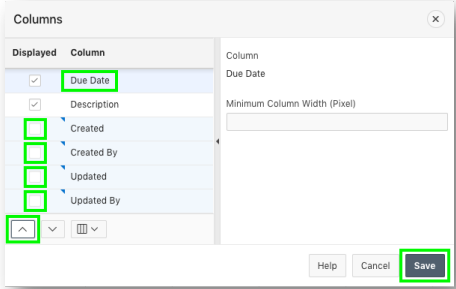 Columns
Displayed Column
Due Date
Description
Created
Created By
Updated
Updated By
Column
Due Date
Minimum Column Width (Pixel)
Help Cancel Save